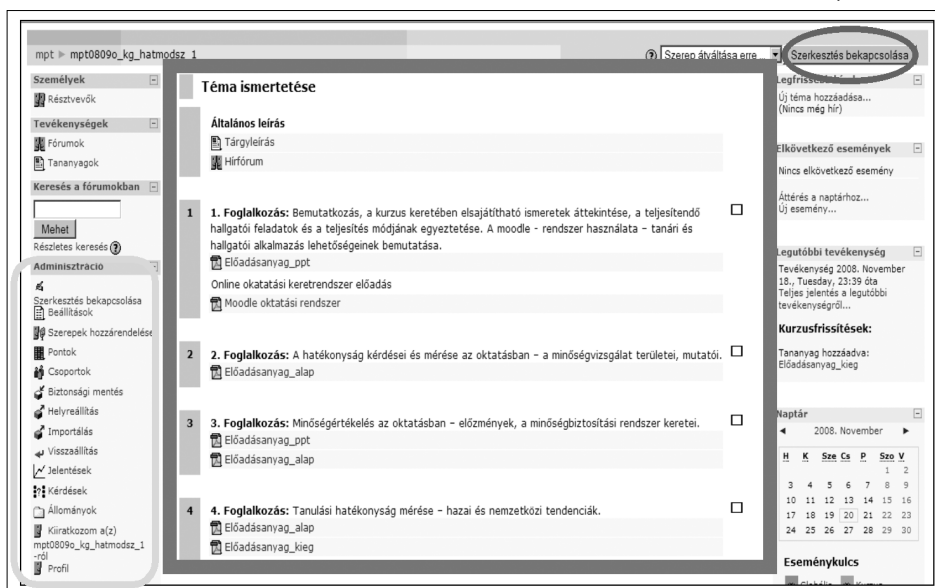 mpt ► mpt0809o_kg_hatmodsz_1
Szerep átváltása erre ...
Szerkesztés bekapcsolása
Személyek
Résztvevők
Tevékenységek
Fórumok
Tananyagok
Keresés a fórumokban
Mehet
Részletes keresés
Adminisztráció
Szerkesztés bekapcsolása
Beállítások
Szerepek hozzárendelése
Pontok
Csoportok
Biztonsági mentés
Helyreállítás
Importálás
Visszaállítás
Jelentések
Kérdések
Állományok
Kiiratkozom a(z)
mpt0809o_kg_hatmodsz_1
-ról
Profil
Téma ismertetése
Általános leírás
Tárgyleírás
Hírfórum
1
1. Foglalkozás: Bemutatkozás, a kurzus keretében elsajátítható ismeretek áttekintése, a teljesítendő
hallgatói feladatok és a teljesítés módjának egyeztetése. A moodle - rendszer használata – tanári és
hallgatói alkalmazás lehetőségeinek bemutatása.
Előadásanyag_ppt
Online okatatási keretrendszer előadás
Moodle oktatási rendszer
2
2. Foglalkozás: A hatékonyság kérdései és mérése az oktatásban – a minőségvizsgálat területei, mutatói.
Előadásanyag_alap
3
3. Foglalkozás: Minőségértékelés az oktatásban – előzmények, a minőségbiztosítási rendszer keretei.
Előadásanyag_ppt
Előadásanyag_alap
4
4. Foglalkozás: Tanulási hatékonyság mérése – hazai és nemzetközi tendenciák.
Előadásanyag_alap
Előadásanyag_kieg
Új téma hozzáadása...
(Nincs még hír)
Elkövetkező események
Nincs elkövetkező esemény
Áttérés a naptárhoz...
Új esemény...
Legutóbbi tevékenység
Tevékenység 2008. November
18., Tuesday, 23:39 óta
Teljes jelentés a legutóbbi
tevékenységről...
Kurzusfrissítések:
Tananyag hozzáadva:
Előadásanyag_kieg
Naptár
◄ 2008. November ►
H K Sze Cs P Szo V
1 2
3 4 5 6 7 8 9
10 11 12 13 14 15 16
17 18 19 20 21 22 23
24 25 26 27 28 29 30
Eseménykulcs